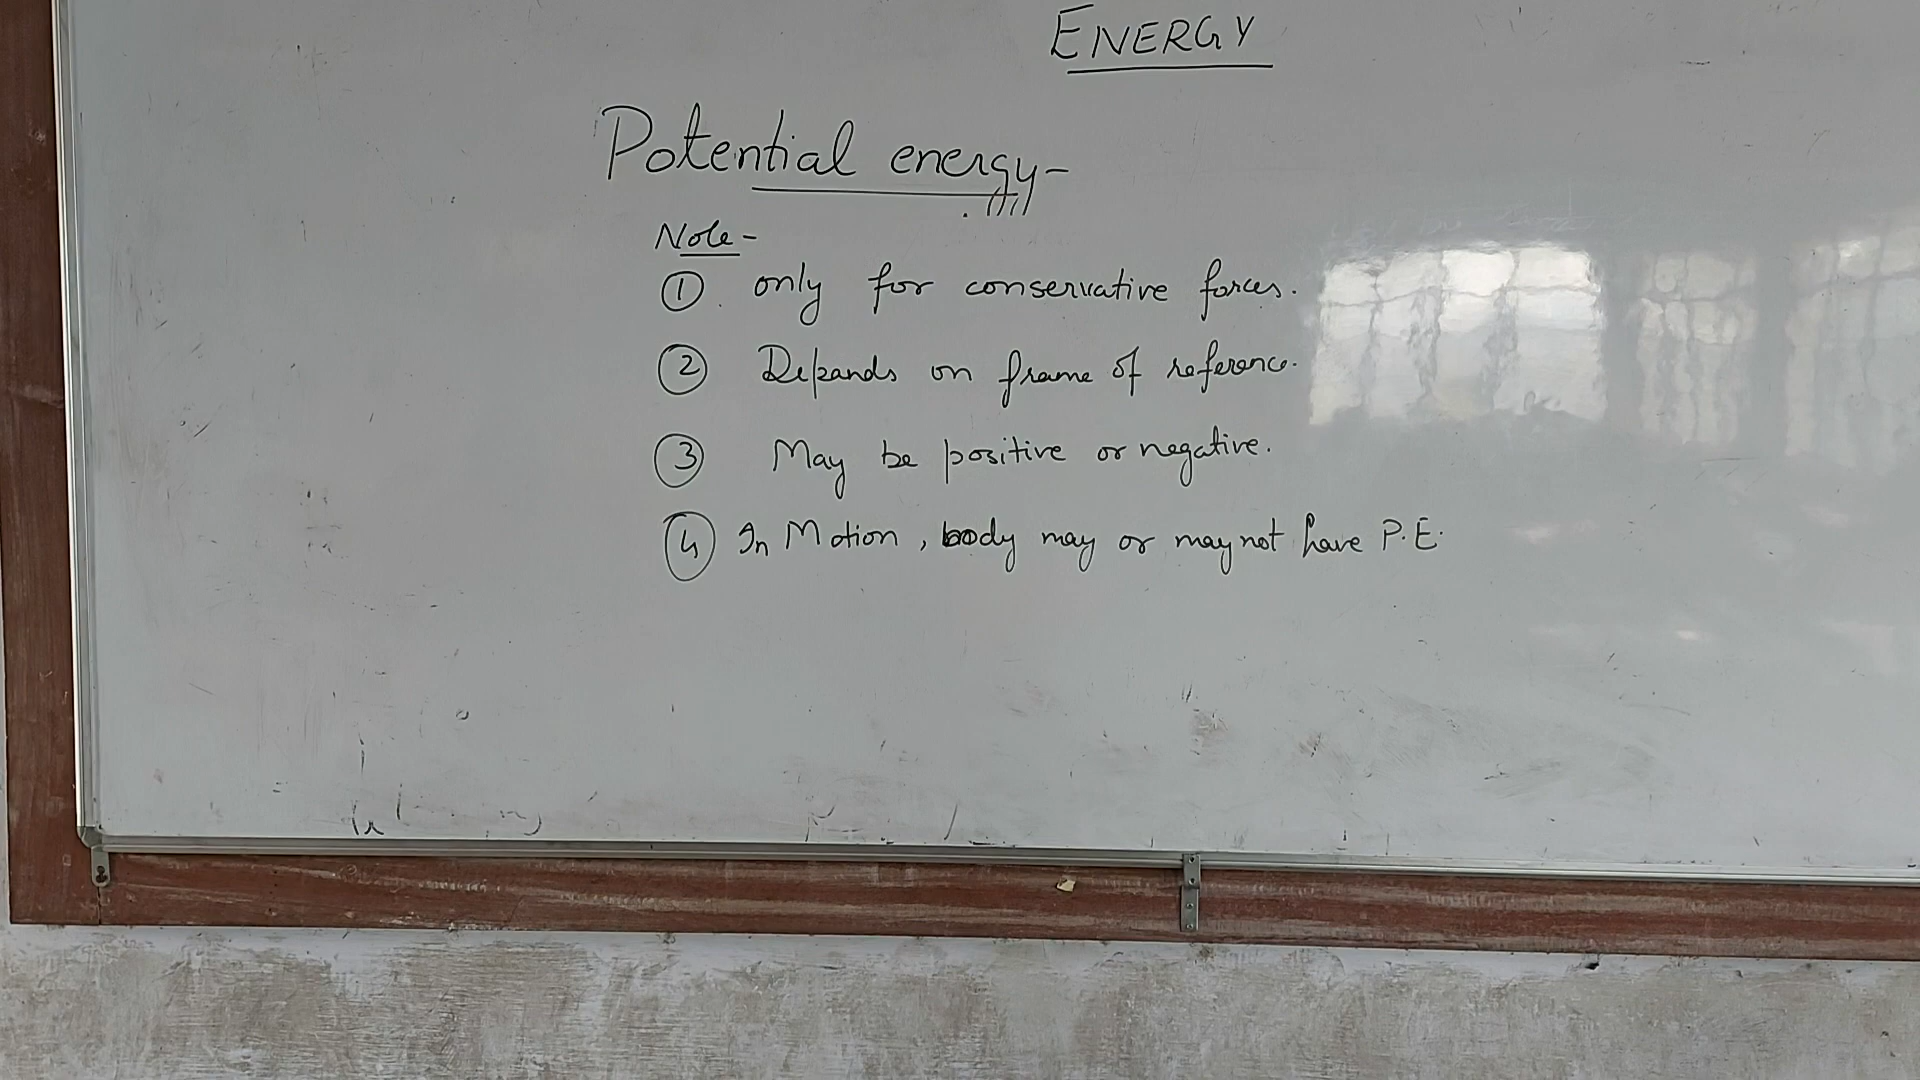 ENERGY
Potential energy-
Note-
① only for conservative forces.
② Depands on frame of reference.
③ May be positive or negative.
④ In Motion, body may or may not have P.E.